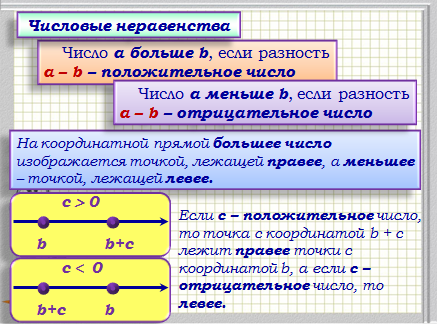 Числовые неравенства
Число a больше b, если разность
a – b – положительное число
Число a меньше b, если разность
a – b – отрицательное число
На координатной прямой большее число
изображается точкой, лежащей правее, а меньшее
– точкой, лежащей левее.
c > 0
b b+c
c < 0
b+c b
Если c – положительное число,
то точка с координатой b + c
лежит правее точки с
координатой b, а если c –
отрицательное число, то
левее.